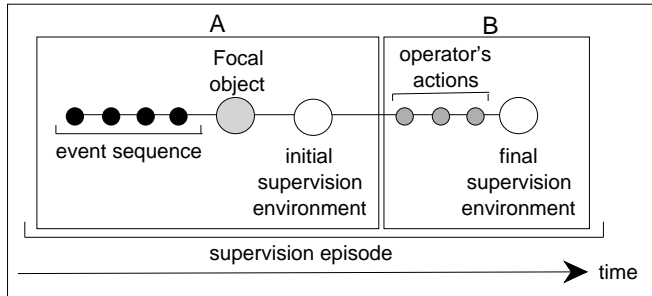 A
B
Focal
object
operator's
actions
event sequence
initial
supervision
environment
final
supervision
environment
supervision episode
time